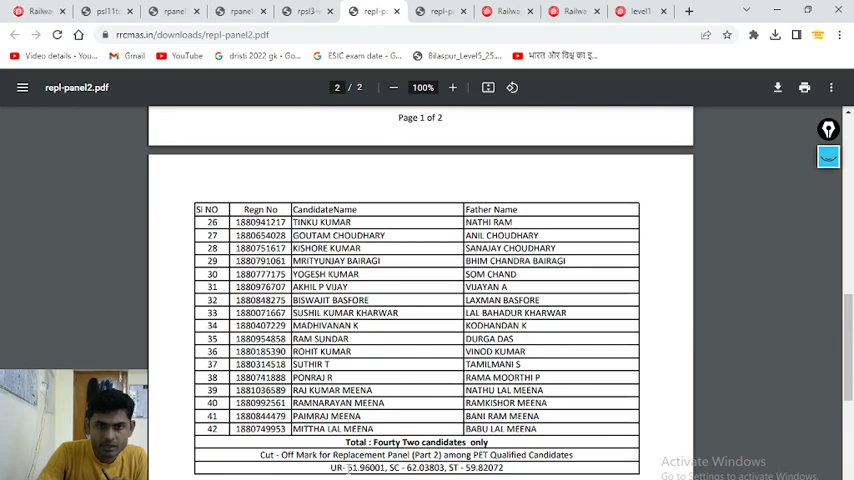 Railway psl11t rpanel rpanel rpsl3-v repl-p repl-p Railway Railway level1
rrcmas.in/downloads/repl-panel2.pdf
Video details - You... Gmail YouTube dristi 2022 gk - G... ESIC exam date - G... Bilaspur_Level5_25.... भारत और विश्व का इ...
repl-panel2.pdf 2 / 2 100%
Page 1 of 2
Sl NO Regn No CandidateName Father Name
26 1880941217 TINKU KUMAR NATHI RAM
27 1880654028 GOUTAM CHOUDHARY ANIL CHOUDHARY
28 1880751617 KISHORE KUMAR SANAJAY CHOUDHARY
29 1880791061 MRITYUNJAY BAIRAGI BHIM CHANDRA BAIRAGI
30 1880777175 YOGESH KUMAR SOM CHAND
31 1880976707 AKHIL P VIJAY VIJAYAN A
32 1880848275 BISWAJIT BASFORE LAXMAN BASFORE
33 1880071667 SUSHIL KUMAR KHARWAR LAL BAHADUR KHARWAR
34 1880407229 MADHIVANAN K KODHANDAN K
35 1880954858 RAM SUNDAR DURGA DAS
36 1880185390 ROHIT KUMAR VINOD KUMAR
37 1880314518 SUTHIR T TAMILMANI S
38 1880741888 PONRAJ R RAMA MOORTHI P
39 1881036589 RAJ KUMAR MEENA NATHU LAL MEENA
40 1880992561 RAMNARAYAN MEENA RAMKISHOR MEENA
41 1880844479 PAIMRAJ MEENA BANI RAM MEENA
42 1880749953 MITTHA LAL MEENA BABU LAL MEENA
Total : Fourty Two candidates only
Cut - Off Mark for Replacement Panel (Part 2) among PET Qualified Candidates
UR-61.96001, SC - 62.03803, ST - 59.82072
Activate Windows
Go to Settings to activate Windows.